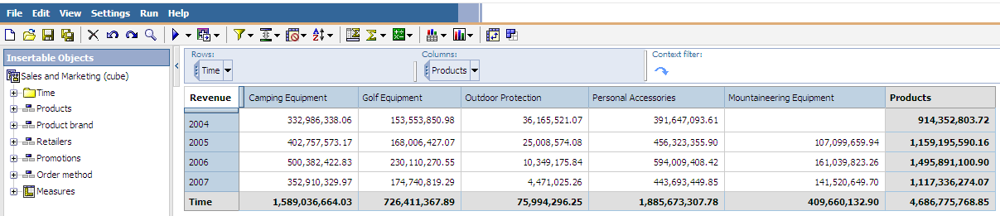 File Edit View Settings Run Help
Insertable Objects
Sales and Marketing (cube)
Time
Products
Product brand
Retailers
Promotions
Order method
Measures
Rows: Columns: Context filter:
Time Products
Revenue Camping Equipment Golf Equipment Outdoor Protection Personal Accessories Mountaineering Equipment Products
2004 332,986,338.06 153,553,850.98 36,165,521.07 391,647,093.61 914,352,803.72
2005 402,757,573.17 168,006,427.07 25,008,574.08 456,323,355.90 107,099,659.94 1,159,195,590.16
2006 500,382,422.83 230,110,270.55 10,349,175.84 594,009,408.42 161,039,823.26 1,495,891,100.90
2007 352,910,329.97 174,740,819.29 4,471,025.26 443,693,449.85 141,520,649.70 1,117,336,274.07
Time 1,589,036,664.03 726,411,367.89 75,994,296.25 1,885,673,307.78 409,660,132.90 4,686,775,768.85